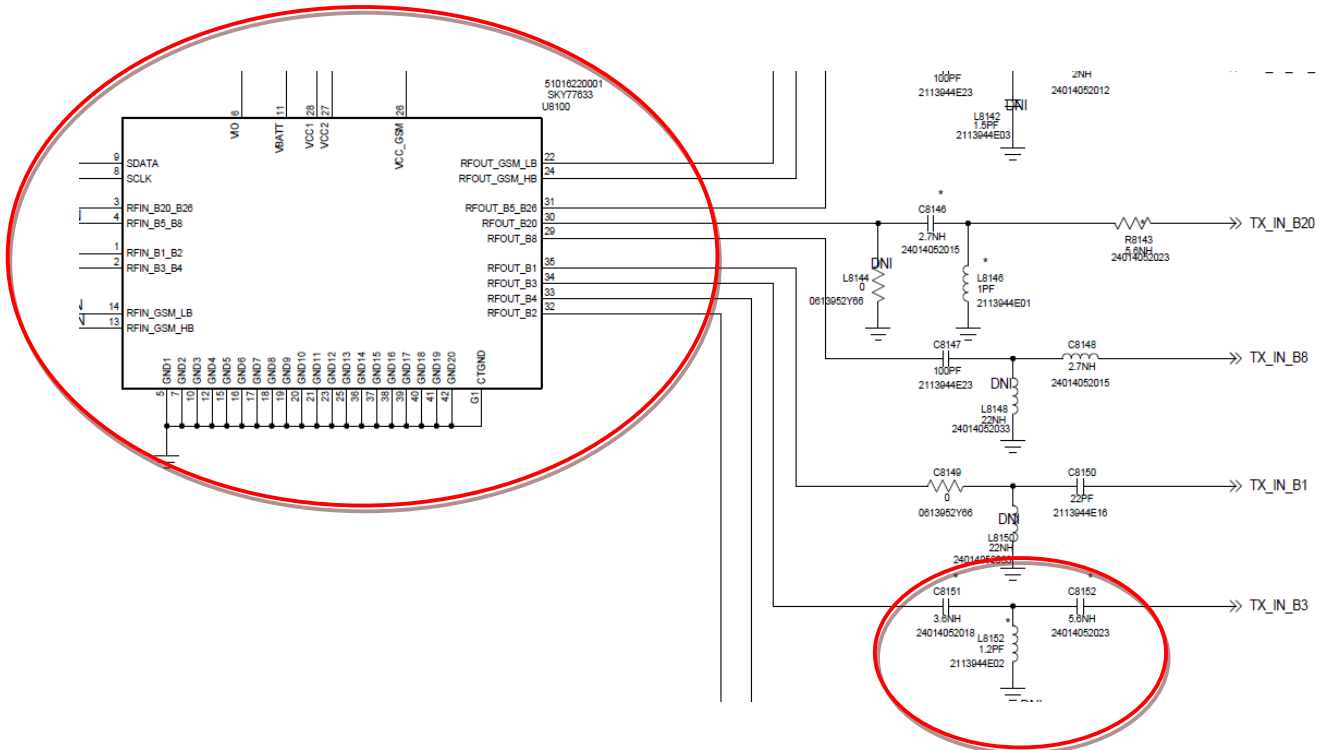 51016220001
SKY77633
U8100
VIO
6
VBATT
11
VCC1
28
VCC2
27
VCC_GSM
26
9
SDATA
8
SCLK
3
RFIN_B20_B26
4
RFIN_B5_B8
1
RFIN_B1_B2
2
RFIN_B3_B4
14
RFIN_GSM_LB
13
RFIN_GSM_HB
RFOUT_GSM_LB
22
RFOUT_GSM_HB
24
RFOUT_B5_B26
31
RFOUT_B20
30
RFOUT_B8
29
RFOUT_B1
35
RFOUT_B3
34
RFOUT_B4
33
RFOUT_B2
32
GND1
GND2
GND3
GND4
GND5
GND6
GND7
GND8
GND9
GND10
GND11
GND12
GND13
GND14
GND15
GND16
GND17
GND18
GND19
GND20
CTGND
5
7
10
12
15
16
17
18
19
20
21
23
25
36
37
38
39
40
41
42
G1
100PF
2113944E23
2NH
24014052012
DNI
L8142
1.5PF
2113944E03
*
C8146
2.7NH
24014052015
DNI
L8144
0
0613952Y66
*
L8146
1PF
2113944E01
*
R8143
5.6NH
24014052023
TX_IN_B20
C8147
100PF
2113944E23
C8148
2.7NH
24014052015
DNI
L8148
22NH
24014052033
TX_IN_B8
C8149
0
0613952Y66
C8150
22PF
2113944E16
DNI
L8150
22NH
TX_IN_B1
*
C8151
3.6NH
24014052018
*
C8152
5.6NH
24014052023
*
L8152
1.2PF
2113944E02
TX_IN_B3